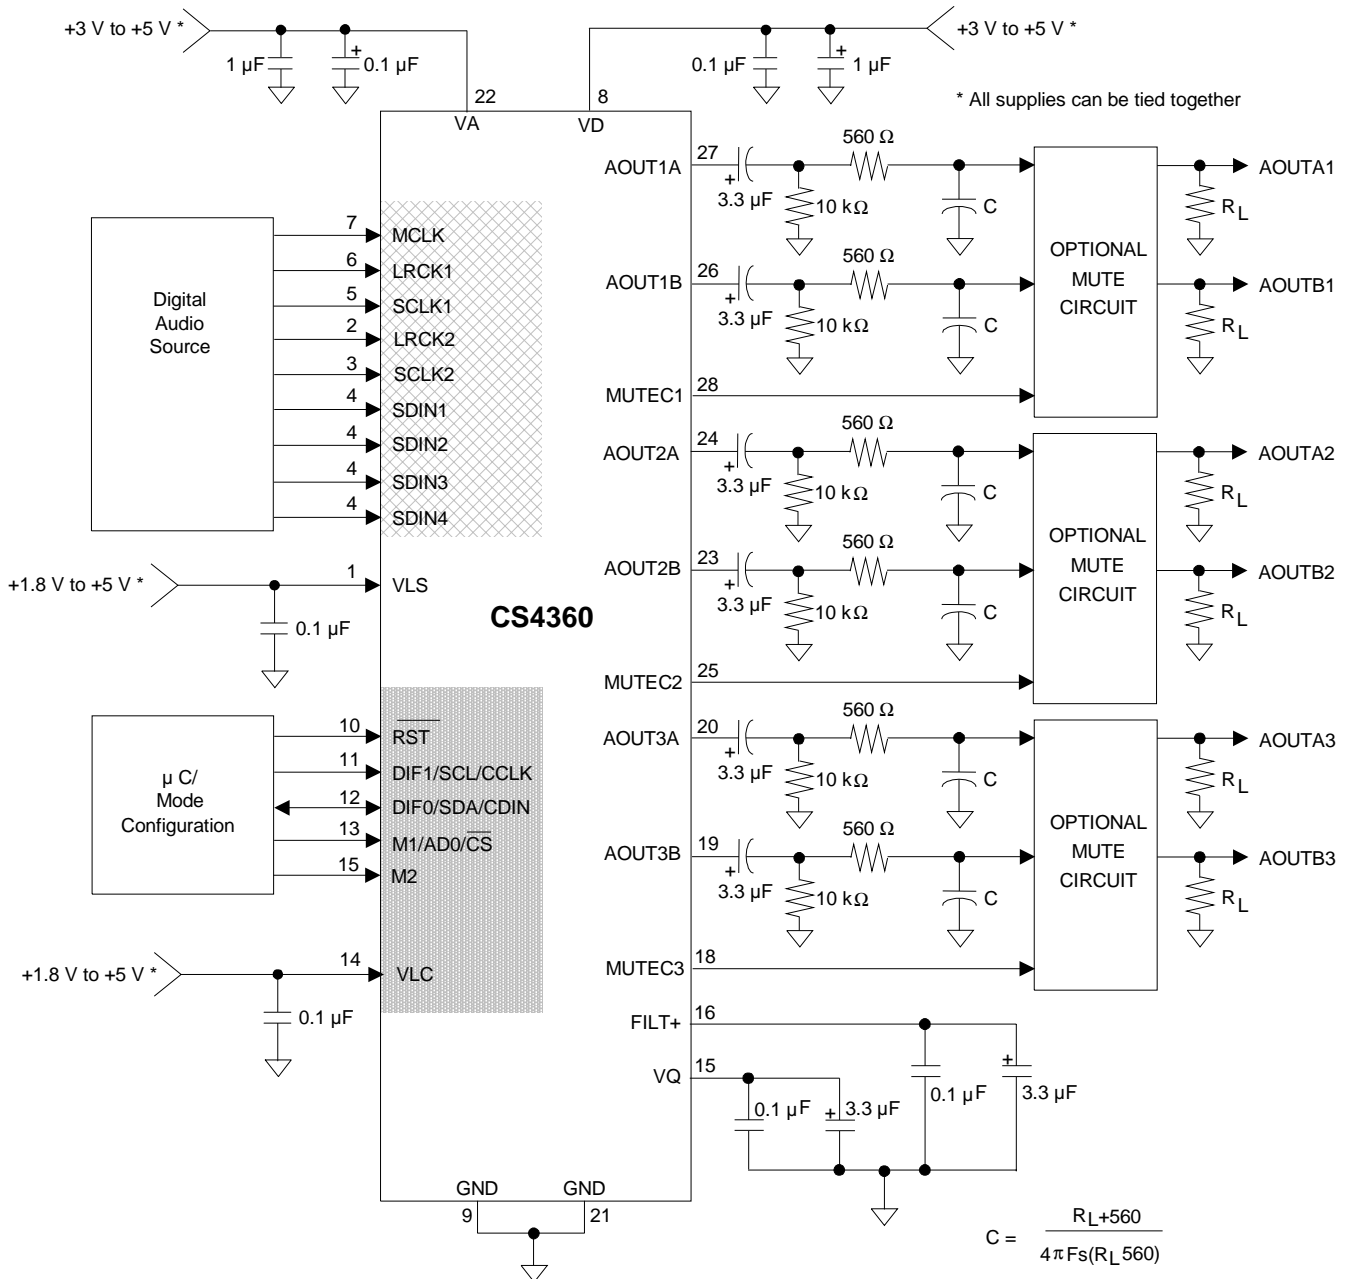 +3 V to +5 V *
1 µF
+
0.1 µF
0.1 µF
+
1 µF
+3 V to +5 V *
* All supplies can be tied together
22
8
VA
VD
Digital
Audio
Source
7
MCLK
6
LRCK1
5
SCLK1
2
LRCK2
3
SCLK2
4
SDIN1
4
SDIN2
4
SDIN3
4
SDIN4
+1.8 V to +5 V *
1
VLS
0.1 µF
CS4360
µ C/
Mode
Configuration
10
RST
11
DIF1/SCL/CCLK
12
DIF0/SDA/CDIN
13
M1/AD0/CS
15
M2
+1.8 V to +5 V *
14
VLC
0.1 µF
AOUT1A
27
+
3.3 µF
10 kΩ
560 Ω
C
AOUT1B
26
+
3.3 µF
10 kΩ
560 Ω
C
MUTEC1
28
OPTIONAL
MUTE
CIRCUIT
AOUTA1
RL
AOUTB1
RL
AOUT2A
24
+
3.3 µF
10 kΩ
560 Ω
C
AOUT2B
23
+
3.3 µF
10 kΩ
560 Ω
C
MUTEC2
25
OPTIONAL
MUTE
CIRCUIT
AOUTA2
RL
AOUTB2
RL
AOUT3A
20
+
3.3 µF
10 kΩ
560 Ω
C
AOUT3B
19
+
3.3 µF
10 kΩ
560 Ω
C
MUTEC3
18
OPTIONAL
MUTE
CIRCUIT
AOUTA3
RL
AOUTB3
RL
FILT+
16
0.1 µF
+
3.3 µF
VQ
15
0.1 µF
+
3.3 µF
GND
GND
9
21
C = RL+560
4πFs(RL560)